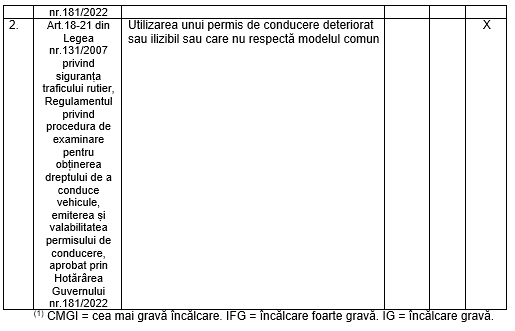 nr.181/2022
2. Art.18-21 din Utilizarea unui permis de conducere deteriorat X
Legea sau ilizibil sau care nu respectă modelul comun
nr.131/2007
privind
siguranța
traficului rutier,
Regulamentul
privind
procedura de
examinare
pentru
obținerea
dreptului de a
conduce
vehicule,
emiterea și
valabilitatea
permisului de
conducere,
aprobat prin
Hotărârea
Guvernului
nr.181/2022
(1) CMGI = cea mai gravă încălcare. IFG = încălcare foarte gravă. IG = încălcare gravă.